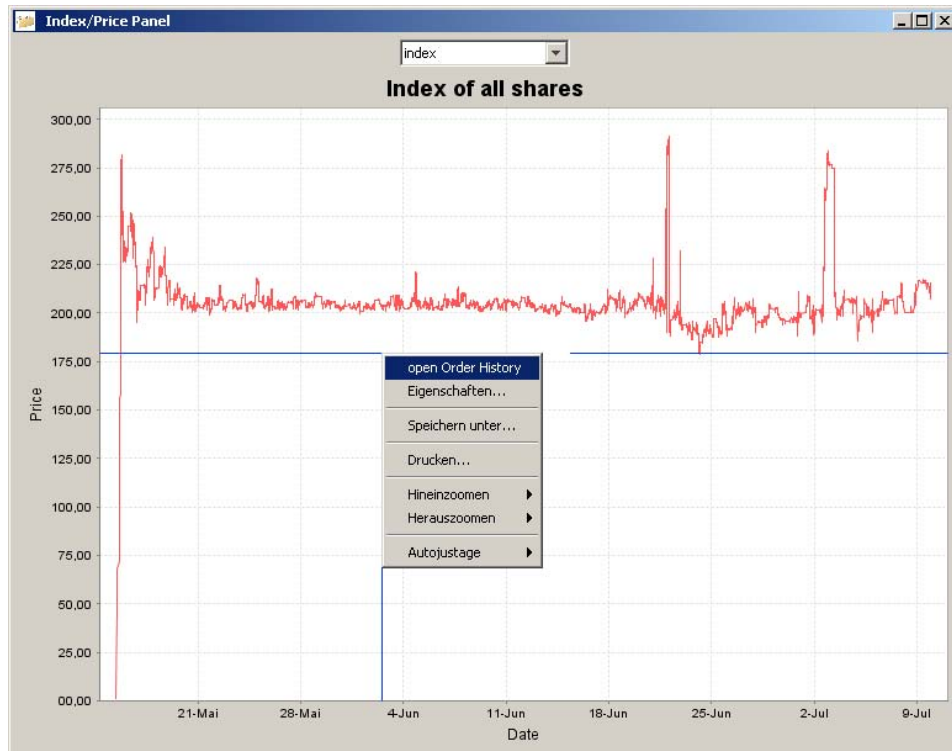 Index/Price Panel
index
Index of all shares
300,00
275,00
250,00
225,00
200,00
175,00
150,00
125,00
100,00
75,00
50,00
25,00
00,00
Price
open Order History
Eigenschaften...
Speichern unter...
Drucken...
Hineinzoomen
Herauszoomen
Autojustage
21-Mai 28-Mai 4-Jun 11-Jun 18-Jun 25-Jun 2-Jul 9-Jul
Date